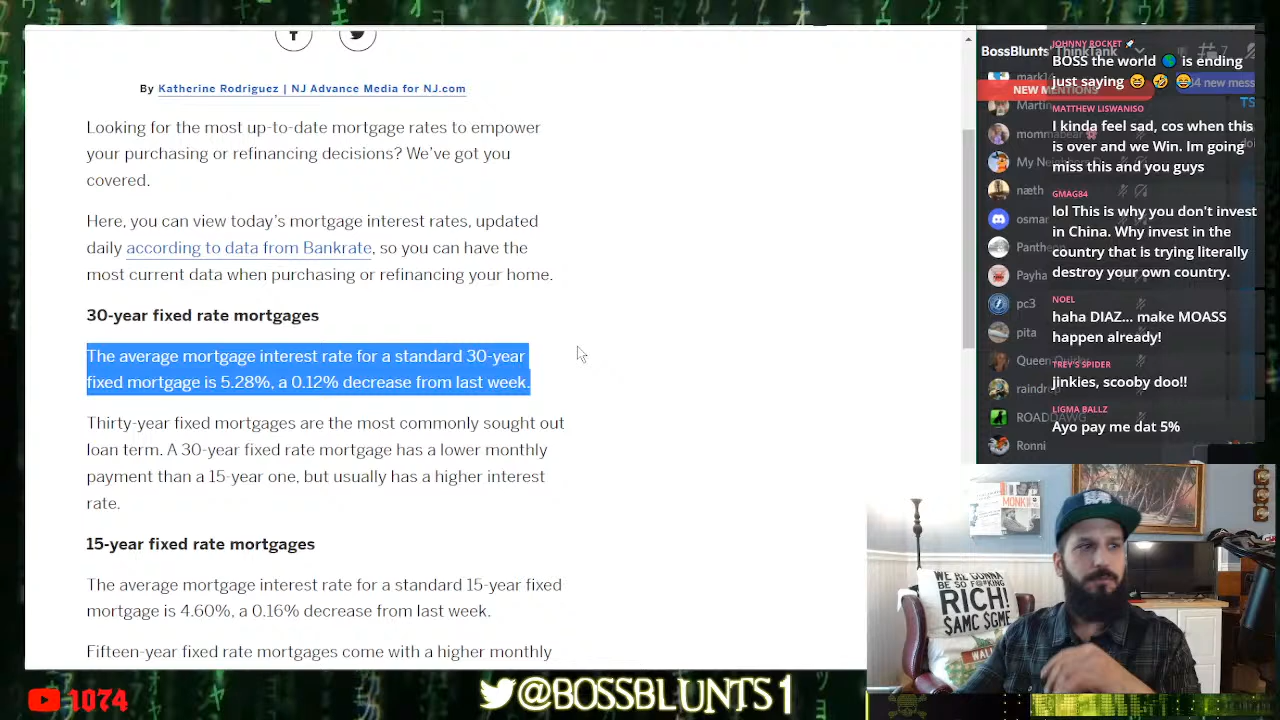 By Katherine Rodriguez | NJ Advance Media for NJ.com
Looking for the most up-to-date mortgage rates to empower
your purchasing or refinancing decisions? We've got you
covered.
Here, you can view today's mortgage interest rates, updated
daily according to data from Bankrate, so you can have the
most current data when purchasing or refinancing your home.
30-year fixed rate mortgages
The average mortgage interest rate for a standard 30-year
fixed mortgage is 5.28%, a 0.12% decrease from last week.
Thirty-year fixed mortgages are the most commonly sought out
loan term. A 30-year fixed rate mortgage has a lower monthly
payment than a 15-year one, but usually has a higher interest
rate.
15-year fixed rate mortgages
The average mortgage interest rate for a standard 15-year fixed
mortgage is 4.60%, a 0.16% decrease from last week.
Fifteen-year fixed rate mortgages come with a higher monthly
BossBlunts' ThinkTank
NEW MENTIONS
Martin
mommabear
My Neighbors
næth
osmar
Pantheon
Payha
pc3
pita
Queen
raindrop
ROADDAWG
Ronni
JOHNNY ROCKET
BOSS the world 🌎 is ending
just saying 😆 🤣 😂
MATTHEW LISWANISO
I kinda feel sad, cos when this
is over and we Win. Im going
miss this and you guys
GMAG84
lol This is why you don't invest
in China. Why invest in the
country that is trying literally
destroy your own country.
NOEL
haha DIAZ... make MOASS
happen already!
TREY'S SPIDER
jinkies, scooby doo!!
LIGMA BALLZ
Ayo pay me dat 5%
MONK
WE'RE GONNA
BE SO F@#KING
RICH!
$AMC $GME
WALL
1074
@BOSSBLUNTS1